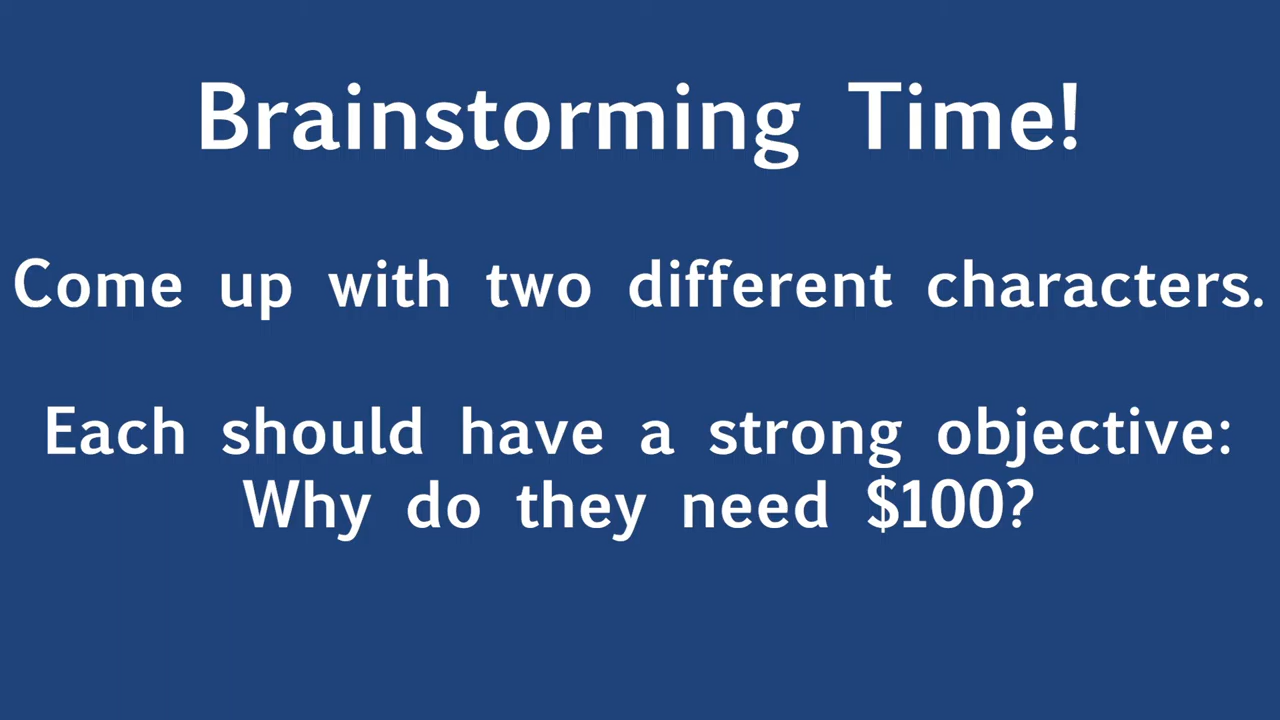 Brainstorming Time!
Come up with two different characters.
Each should have a strong objective:
Why do they need $100?